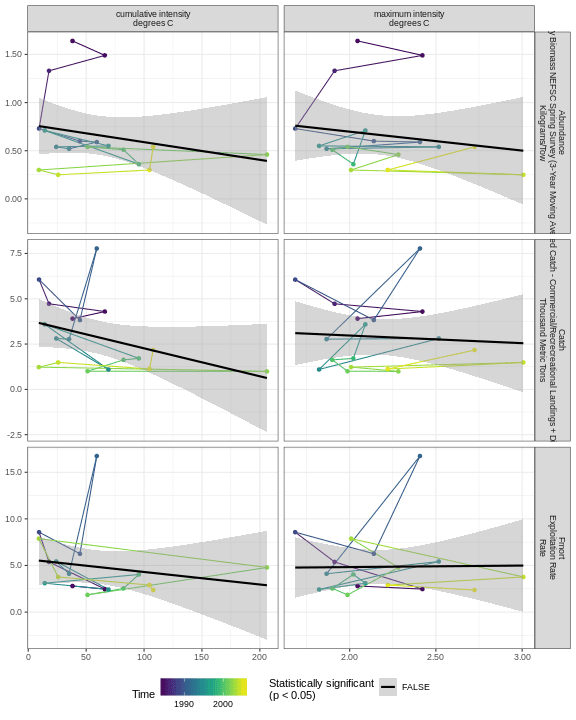 cumulative intensity
degrees C
maximum intensity
degrees C
1.50
1.00
0.50
0.00
Abundance
y Biomass NEFSC Spring Survey (3-Year Moving Ave
Kilograms/Tow
7.5
5.0
2.5
0.0
-2.5
Catch
ed Catch - Commercial/Recreational Landings + D
Thousand Metric Tons
15.0
10.0
5.0
0.0
Fmort
Exploitation Rate
Rate
0
50
100
150
200
2.00
2.50
3.00
Time
1990
2000
Statistically significant
(p < 0.05)
FALSE